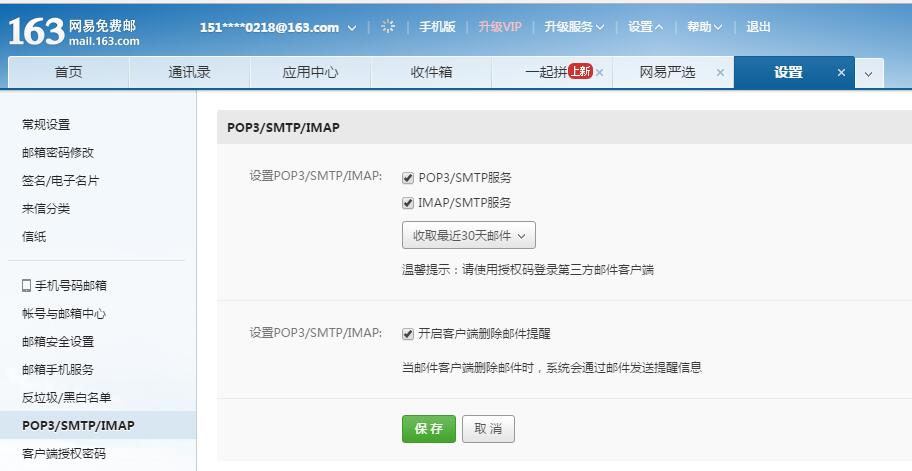 163 网易免费邮
mail.163.com
151****0218@163.com 手机版 升级VIP 升级服务 设置 帮助 退出
首页 通讯录 应用中心 收件箱 一起拼 上新 网易严选 设置
常规设置
邮箱密码修改
签名/电子名片
来信分类
信纸
手机号码邮箱
帐号与邮箱中心
邮箱安全设置
邮箱手机服务
反垃圾/黑白名单
POP3/SMTP/IMAP
客户端授权密码
POP3/SMTP/IMAP
设置POP3/SMTP/IMAP: POP3/SMTP服务
IMAP/SMTP服务
收取最近30天邮件
温馨提示：请使用授权码登录第三方邮件客户端
设置POP3/SMTP/IMAP: 开启客户端删除邮件提醒
当邮件客户端删除邮件时，系统会通过邮件发送提醒信息
保存 取消